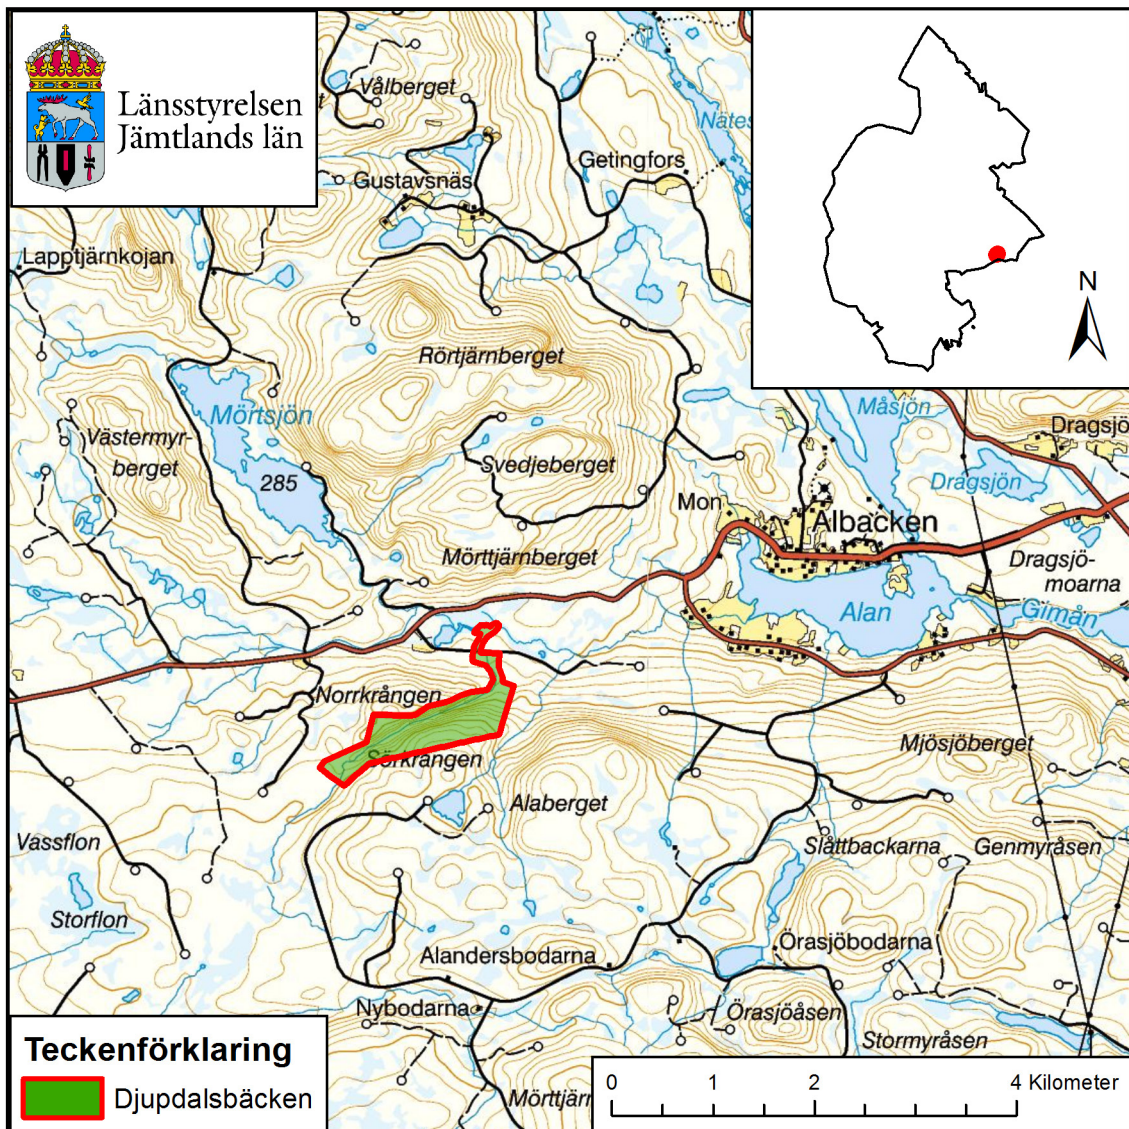 Länsstyrelsen
Jämtlands län
Vålberget
Nätes
Getingfors
Gustavsnäs
Lapptjärnkojan
N
Rörtjärnberget
Mörtsjön
Måsjön
Dragsjö
Västermyr-
berget
285
Svedjeberget
Dragsjön
Mon
Albacken
Mörttjärnberget
Dragsjö-
moarna
Alan
Gimån
Norrkrången
Sörkrången
Mjösjöberget
Alaberget
Vassflon
Slåttbackarna
Genmyråsen
Storflon
Alandersbodarna
Örasjöbodarna
Nybodarna
Örasjöåsen
Stormyråsen
Mörttjärn
Teckenförklaring
Djupdalsbäcken
0 1 2 4 Kilometer